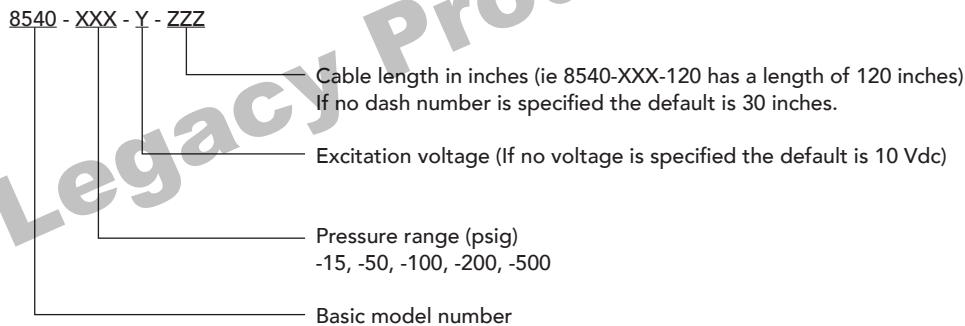 8540 - XXX - Y - ZZZ
Cable length in inches (ie 8540-XXX-120 has a length of 120 inches)
If no dash number is specified the default is 30 inches.
Excitation voltage (If no voltage is specified the default is 10 Vdc)
Pressure range (psig)
-15, -50, -100, -200, -500
Basic model number
Legacy